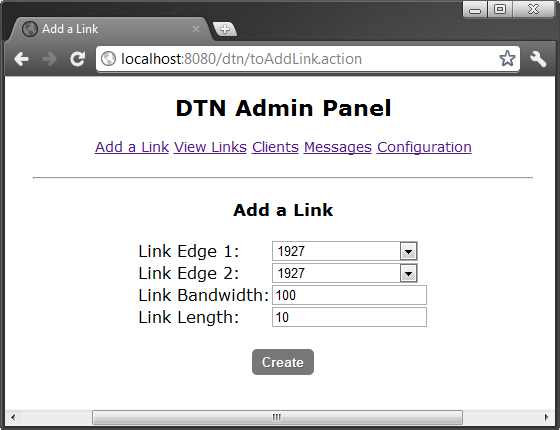 Add a Link
localhost:8080/dtn/toAddLink.action
DTN Admin Panel
Add a Link View Links Clients Messages Configuration
Add a Link
Link Edge 1: 1927
Link Edge 2: 1927
Link Bandwidth: 100
Link Length: 10
Create